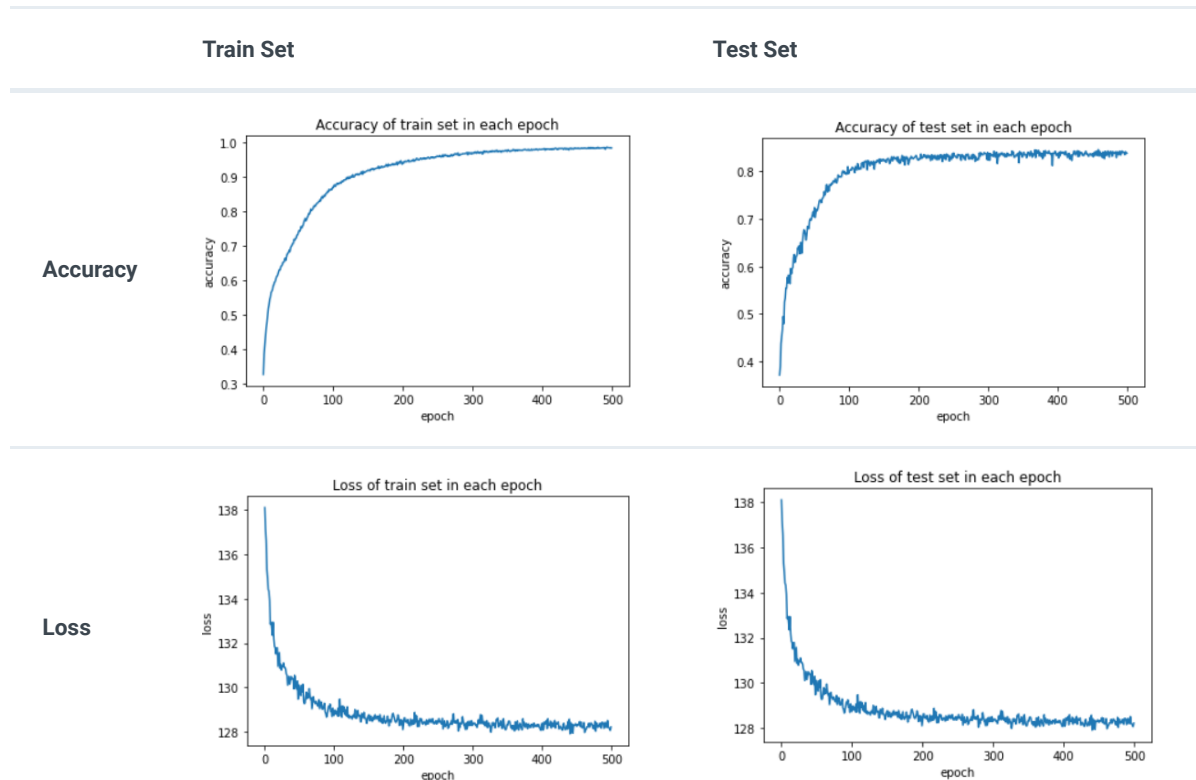 Train Set
Test Set
Accuracy
Accuracy of train set in each epoch
1.0
0.9
0.8
0.7
0.6
0.5
0.4
0.3
accuracy
0 100 200 300 400 500
epoch
Accuracy of test set in each epoch
0.8
0.7
0.6
0.5
0.4
accuracy
0 100 200 300 400 500
epoch
Loss
Loss of train set in each epoch
138
136
134
132
130
128
loss
0 100 200 300 400 500
epoch
Loss of test set in each epoch
138
136
134
132
130
128
loss
0 100 200 300 400 500
epoch